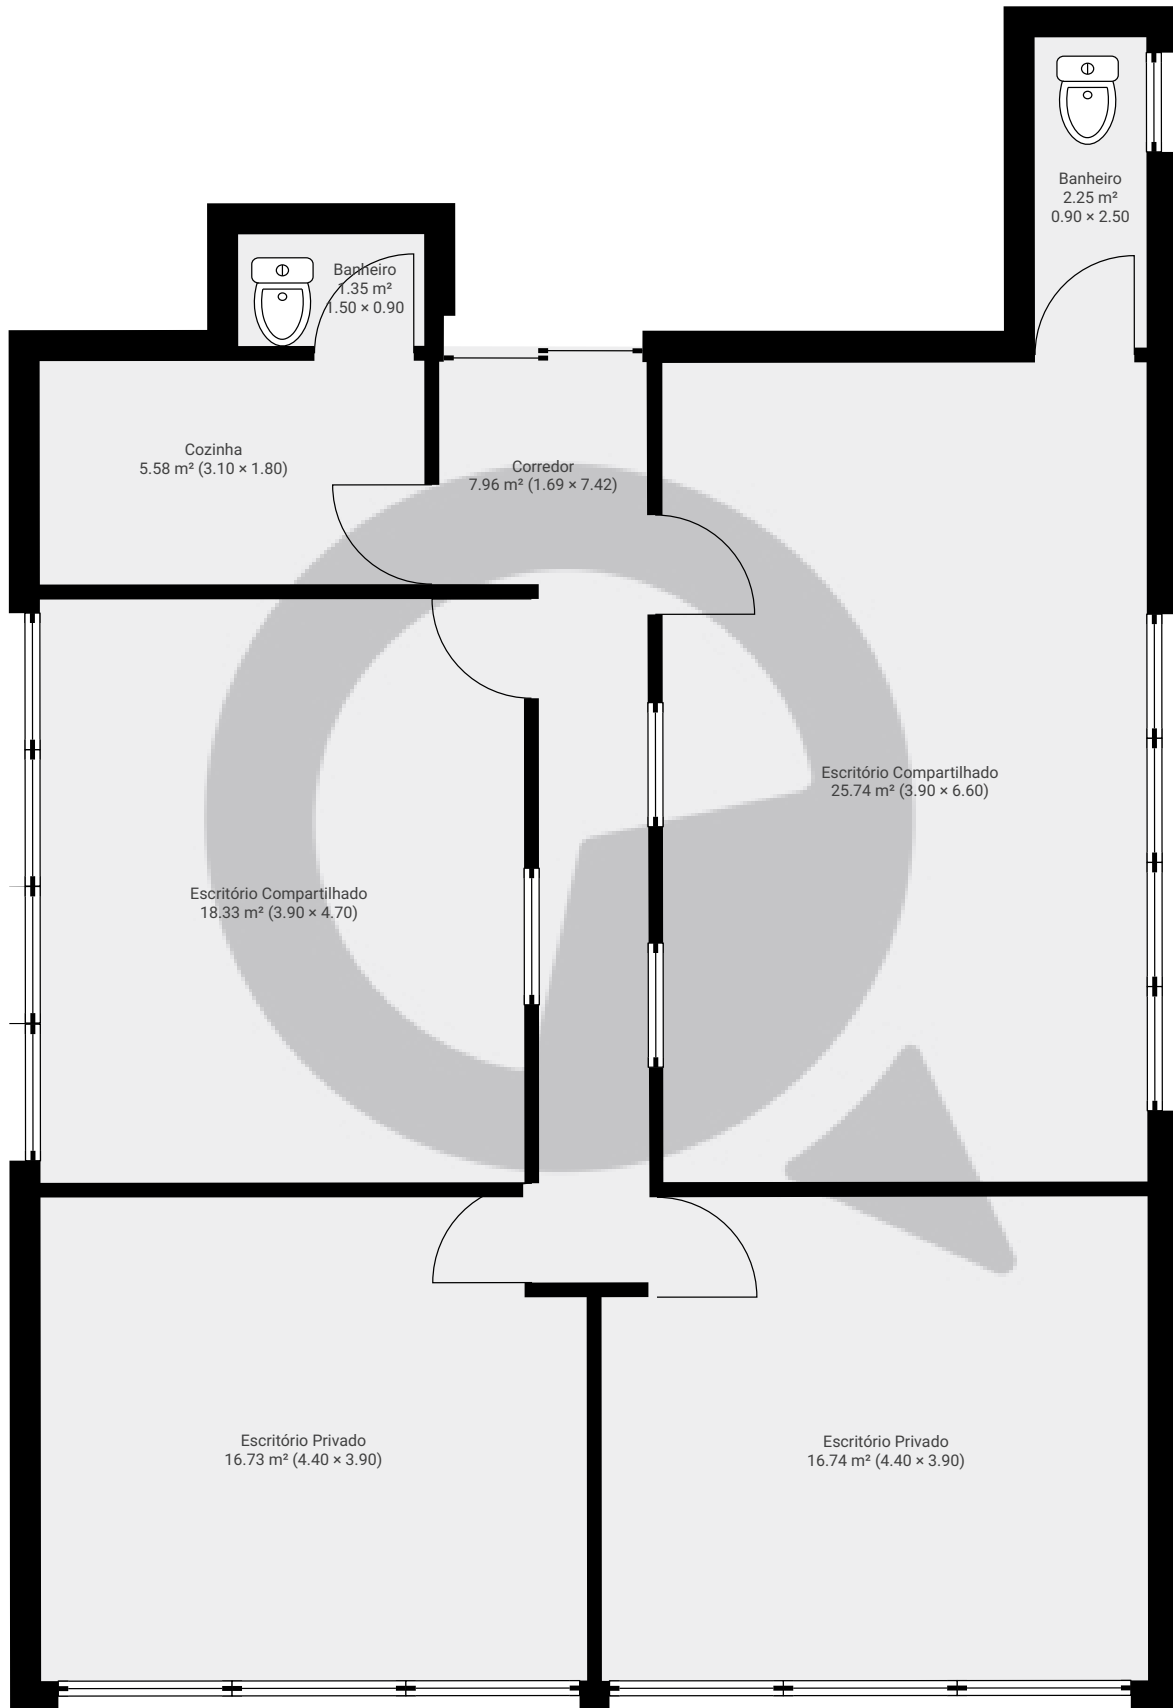 Banheiro
2.25 m²
0.90 × 2.50
Banheiro
1.35 m²
1.50 × 0.90
Cozinha
5.58 m² (3.10 × 1.80)
Corredor
7.96 m² (1.69 × 7.42)
Escritório Compartilhado
25.74 m² (3.90 × 6.60)
Escritório Compartilhado
18.33 m² (3.90 × 4.70)
Escritório Privado
16.73 m² (4.40 × 3.90)
Escritório Privado
16.74 m² (4.40 × 3.90)